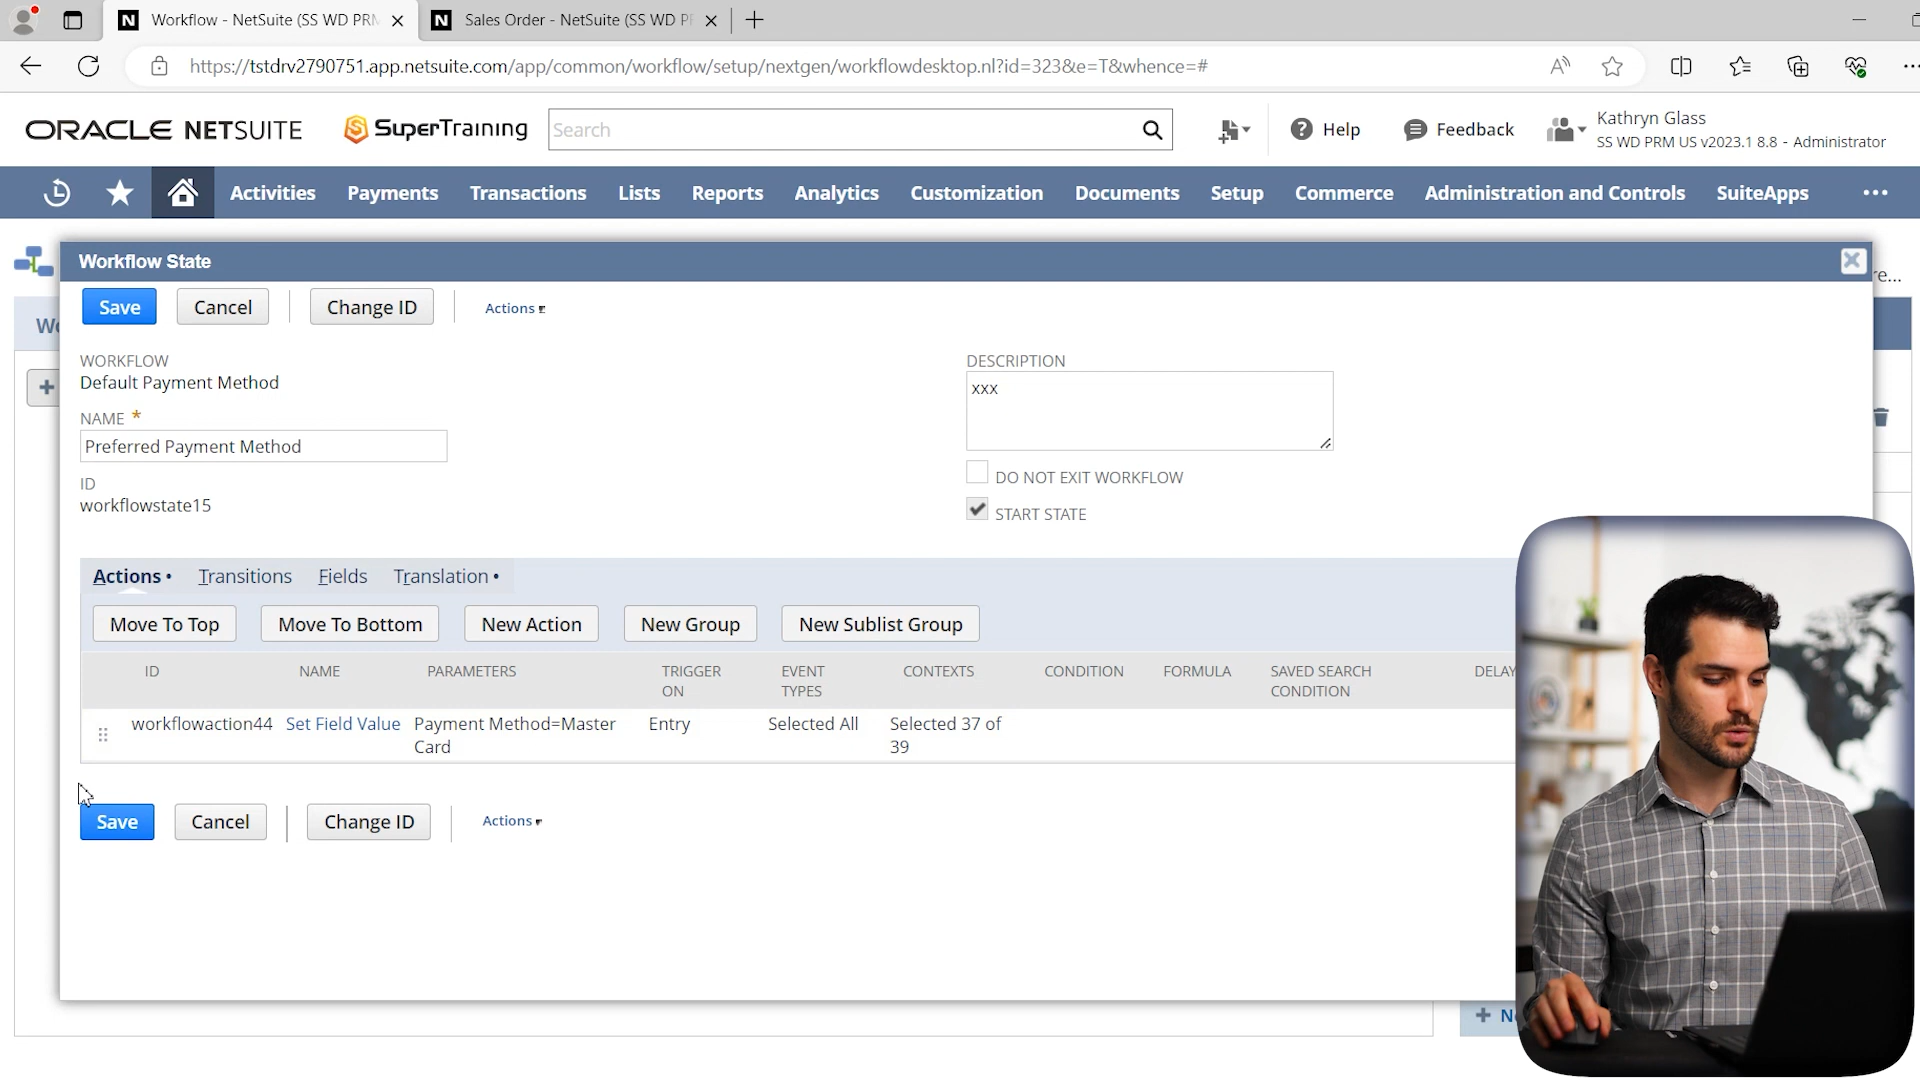 Workflow - NetSuite (SS WD PRM
Sales Order - NetSuite (SS WD P
https://tstdrv2790751.app.netsuite.com/app/common/workflow/setup/nextgen/workflowdesktop.nl?id=323&e=T&whence=#
ORACLE NETSUITE
SuperTraining
Search
Help
Feedback
Kathryn Glass
SS WD PRM US v2023.1 8.8 - Administrator
Activities Payments Transactions Lists Reports Analytics Customization Documents Setup Commerce Administration and Controls SuiteApps
Workflow State
re...
Save Cancel Change ID Actions
WORKFLOW
Default Payment Method
NAME *
Preferred Payment Method
ID
workflowstate15
DESCRIPTION
xxx
DO NOT EXIT WORKFLOW
START STATE
Actions • Transitions Fields Translation •
Move To Top Move To Bottom New Action New Group New Sublist Group
ID NAME PARAMETERS TRIGGER ON EVENT TYPES CONTEXTS CONDITION FORMULA SAVED SEARCH CONDITION DELAY
workflowaction44 Set Field Value Payment Method=Master Card Entry Selected All Selected 37 of 39
Save Cancel Change ID Actions